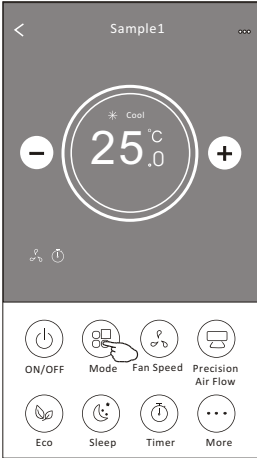 Sample1
Cool
25.0°C
ON/OFF
Mode
Fan Speed
Precision
Air Flow
Eco
Sleep
Timer
More